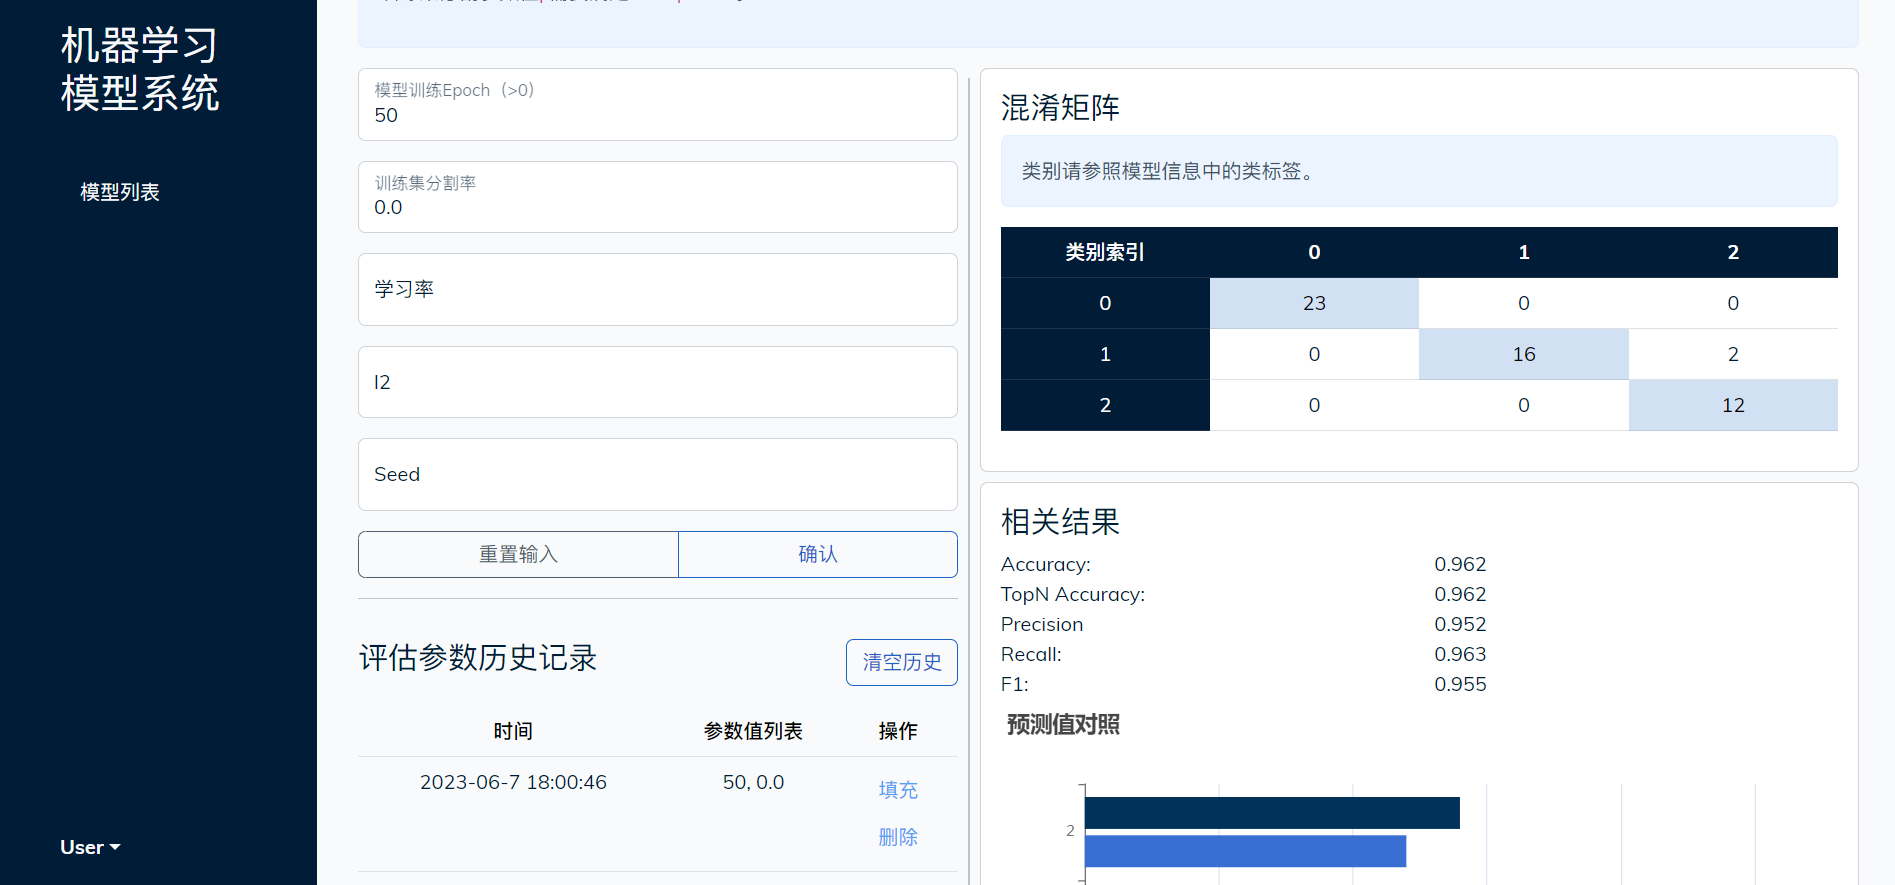 机器学习
模型系统
模型列表
User
模型训练Epoch（>0）
50
训练集分割率
0.0
学习率
l2
Seed
重置输入 确认
评估参数历史记录 清空历史
时间 参数值列表 操作
2023-06-7 18:00:46 50, 0.0 填充
删除
混淆矩阵
类别请参照模型信息中的类标签。
类别索引 0 1 2
0 23 0 0
1 0 16 2
2 0 0 12
相关结果
Accuracy: 0.962
TopN Accuracy: 0.962
Precision 0.952
Recall: 0.963
F1: 0.955
预测值对照
2